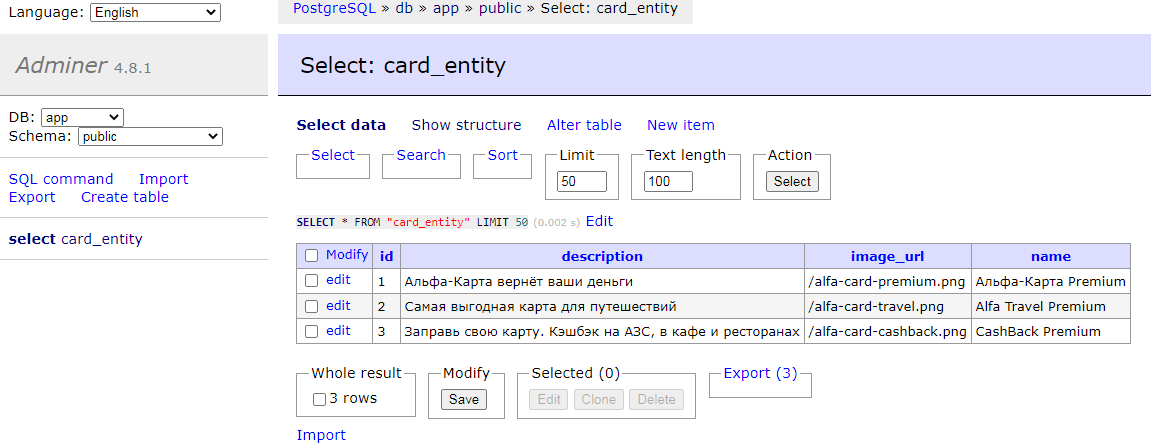 Language: English
PostgreSQL » db » app » public » Select: card_entity
Adminer 4.8.1
Select: card_entity
DB: app
Schema: public
SQL command Import
Export Create table
select card_entity
Select data Show structure Alter table New item
Select Search Sort Limit Text length Action
50 100 Select
SELECT * FROM "card_entity" LIMIT 50 (0.002 s) Edit
Modify id description image_url name
edit 1 Альфа-Карта вернёт ваши деньги /alfa-card-premium.png Альфа-Карта Premium
edit 2 Самая выгодная карта для путешествий /alfa-card-travel.png Alfa Travel Premium
edit 3 Заправь свою карту. Кэшбэк на АЗС, в кафе и ресторанах /alfa-card-cashback.png CashBack Premium
Whole result Modify Selected (0) Export (3)
3 rows Save Edit Clone Delete
Import